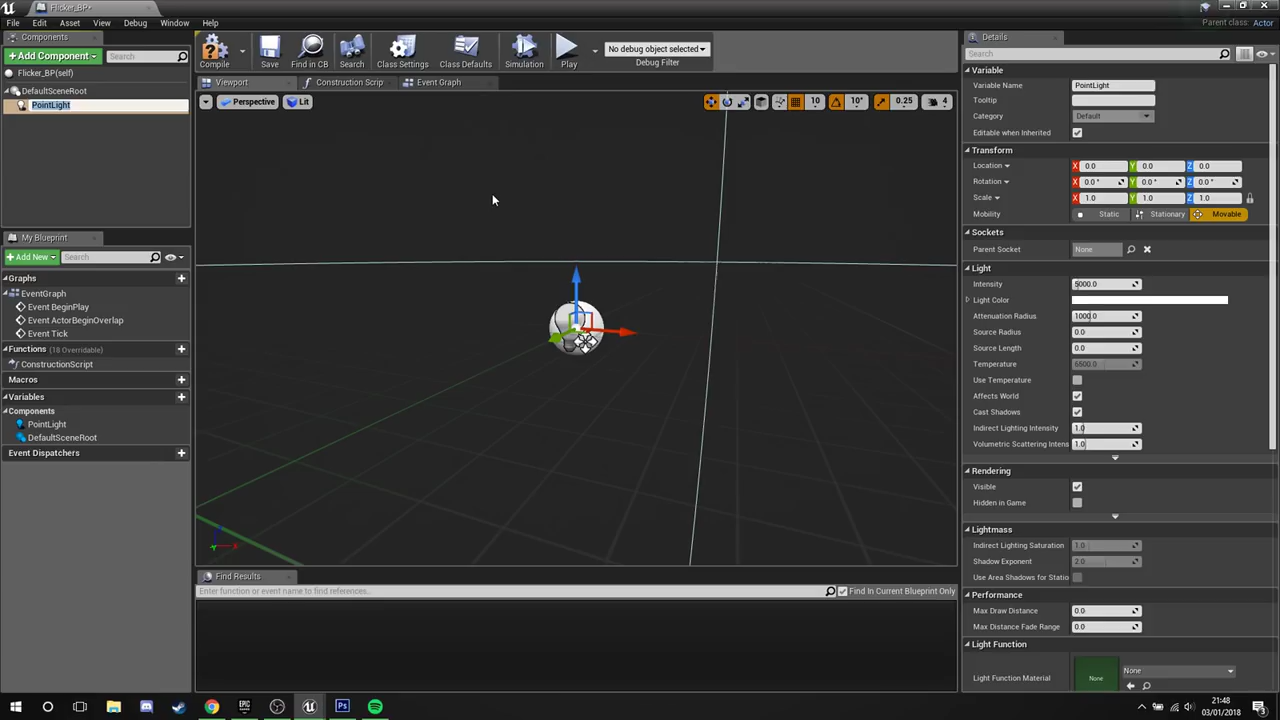 Flicker_BP*
File Edit Asset View Debug Window Help
Parent class: Actor
Components
+Add Component
Search
Flicker_BP(self)
DefaultSceneRoot
PointLight
Compile
Save
Find in CB
Search
Class Settings
Class Defaults
Simulation
Play
No debug object selected
Debug Filter
Viewport
Construction Scrip
Event Graph
Perspective
Lit
10
10°
0.25
4
My Blueprint
+Add New
Search
Graphs
EventGraph
Event BeginPlay
Event ActorBeginOverlap
Event Tick
Functions (18 Overridable)
ConstructionScript
Macros
Variables
Components
PointLight
DefaultSceneRoot
Event Dispatchers
Find Results
Enter function or event name to find references...
Find In Current Blueprint Only
Details
Search
Variable
Variable Name PointLight
Tooltip
Category Default
Editable when Inherited
Transform
Location X 0.0 Y 0.0 Z 0.0
Rotation X 0.0 ° Y 0.0 ° Z 0.0 °
Scale X 1.0 Y 1.0 Z 1.0
Mobility Static Stationary Movable
Sockets
Parent Socket None
Light
Intensity 5000.0
Light Color
Attenuation Radius 1000.0
Source Radius 0.0
Source Length 0.0
Temperature 6500.0
Use Temperature
Affects World
Cast Shadows
Indirect Lighting Intensity 1.0
Volumetric Scattering Intens 1.0
Rendering
Visible
Hidden in Game
Lightmass
Indirect Lighting Saturation 1.0
Shadow Exponent 2.0
Use Area Shadows for Statio
Performance
Max Draw Distance 0.0
Max Distance Fade Range 0.0
Light Function
Light Function Material None None
21:48
03/01/2018